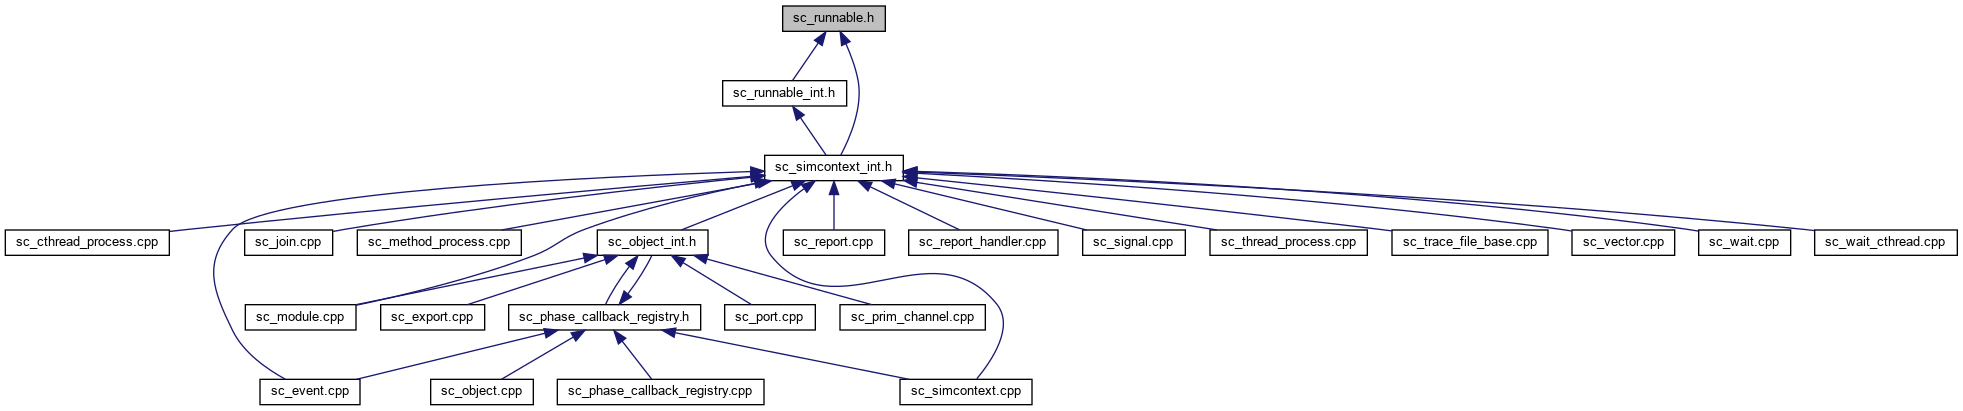 sc_runnable.h
sc_runnable_int.h
sc_simcontext_int.h
sc_cthread_process.cpp
sc_join.cpp
sc_method_process.cpp
sc_object_int.h
sc_report.cpp
sc_report_handler.cpp
sc_signal.cpp
sc_thread_process.cpp
sc_trace_file_base.cpp
sc_vector.cpp
sc_wait.cpp
sc_wait_cthread.cpp
sc_module.cpp
sc_export.cpp
sc_phase_callback_registry.h
sc_port.cpp
sc_prim_channel.cpp
sc_event.cpp
sc_object.cpp
sc_phase_callback_registry.cpp
sc_simcontext.cpp